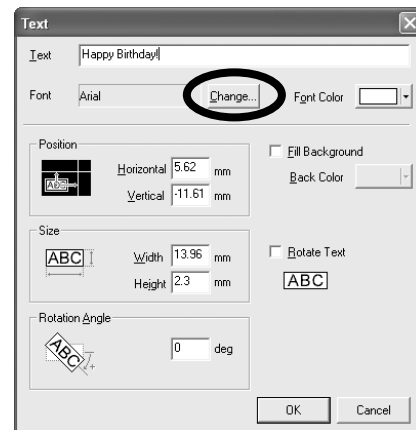 Text
Text Happy Birthday!
Font Arial Change... Font Color
Position
Horizontal 5.62 mm
Vertical -11.61 mm
ABC
Fill Background
Back Color
Size
ABC
Width 13.96 mm
Height 2.3 mm
Rotate Text
ABC
Rotation Angle
ABC
0 deg
OK Cancel